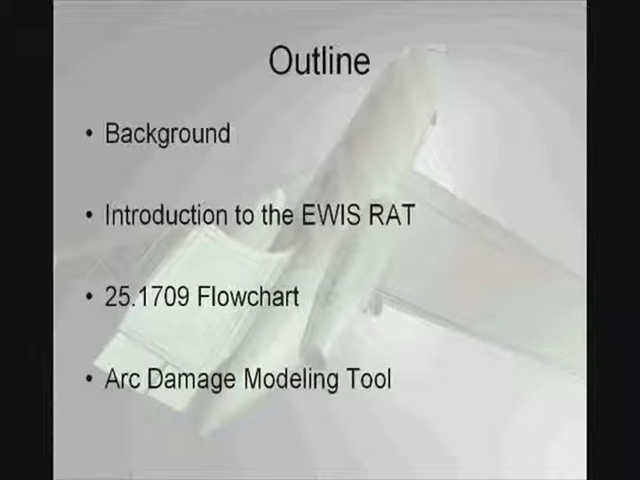 Outline
• Background
• Introduction to the EWIS RAT
• 25.1709 Flowchart
• Arc Damage Modeling Tool